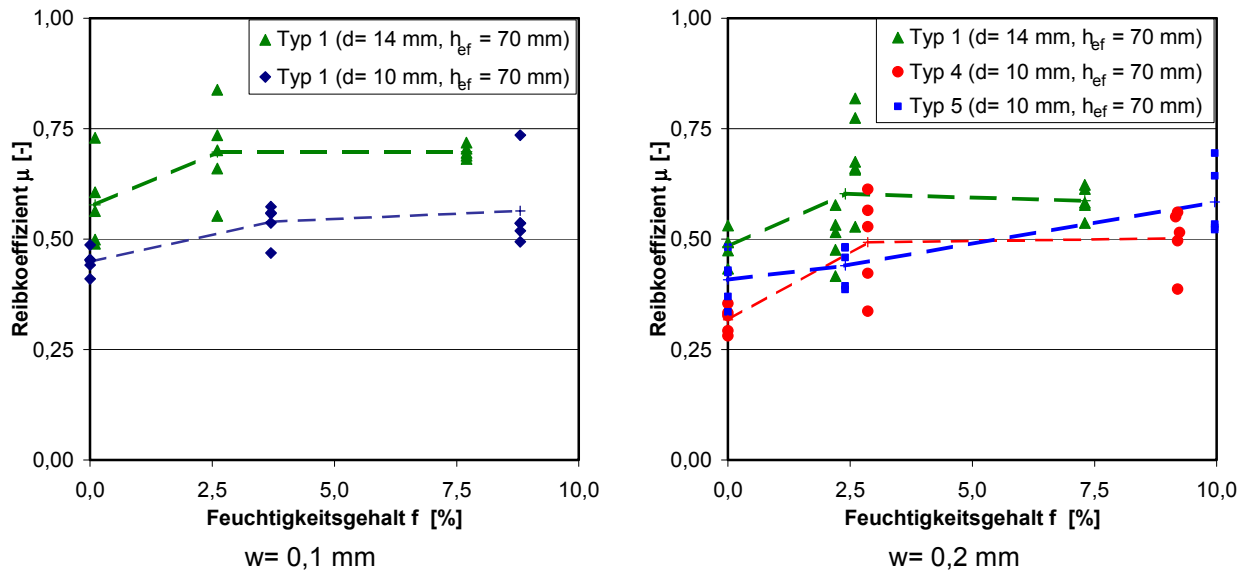 1,00
0,75
0,50
0,25
0,00
Reibkoeffizient μ [-]
Typ 1 (d= 14 mm, hef = 70 mm)
Typ 1 (d= 10 mm, hef = 70 mm)
0,0 2,5 5,0 7,5 10,0
Feuchtigkeitsgehalt f [%]
w= 0,1 mm
1,00
0,75
0,50
0,25
0,00
Reibkoeffizient μ [-]
Typ 1 (d= 14 mm, hef = 70 mm)
Typ 4 (d= 10 mm, hef = 70 mm)
Typ 5 (d= 10 mm, hef = 70 mm)
0,0 2,5 5,0 7,5 10,0
Feuchtigkeitsgehalt f [%]
w= 0,2 mm